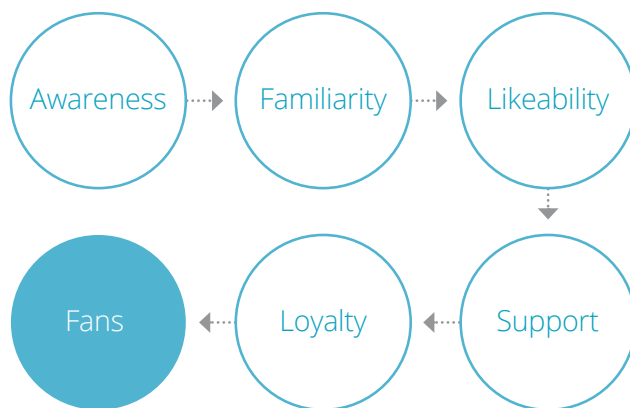 Awareness
Familiarity
Likeability
Support
Loyalty
Fans